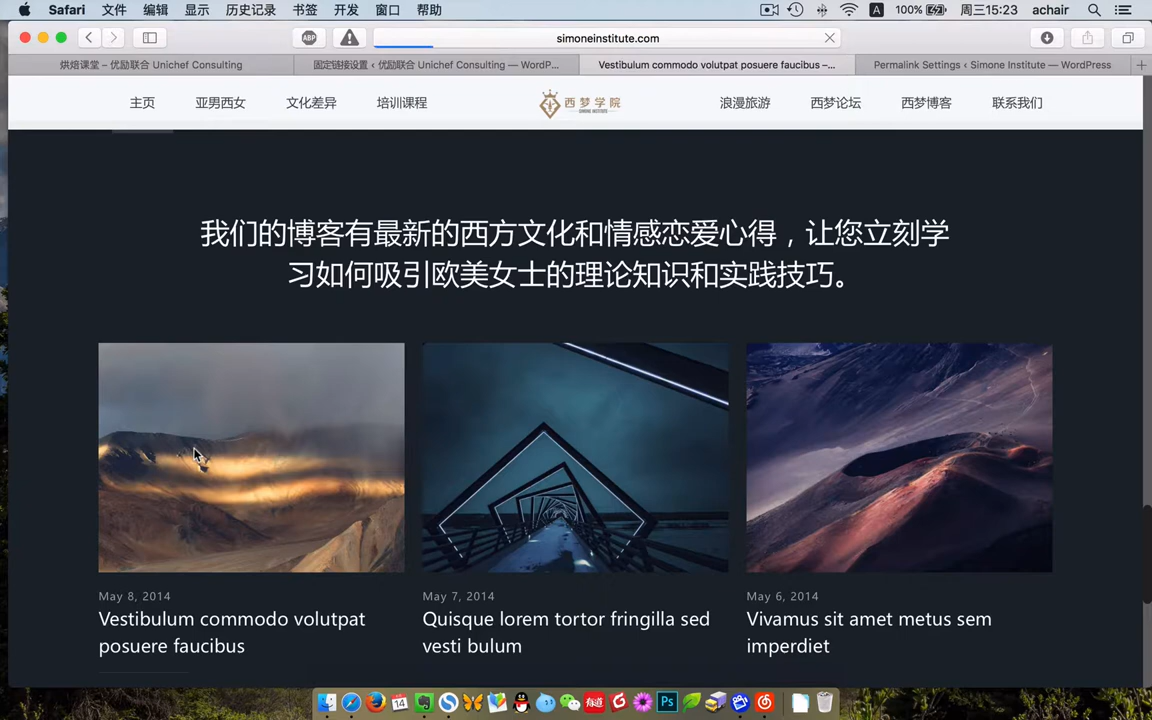 Safari 文件 编辑 显示 历史记录 书签 开发 窗口 帮助 A 100% 周三15:23 achair
ABP simoneinstitute.com
烘焙课堂 – 优励联合 Unichef Consulting 固定链接设置 ‹ 优励联合 Unichef Consulting — WordP... Vestibulum commodo volutpat posuere faucibus –... Permalink Settings ‹ Simone Institute — WordPress
主页 亚男西女 文化差异 培训课程 西梦学院 浪漫旅游 西梦论坛 西梦博客 联系我们
SIMONE INSTITUTE
我们的博客有最新的西方文化和情感恋爱心得，让您立刻学
习如何吸引欧美女士的理论知识和实践技巧。
May 8, 2014 May 7, 2014 May 6, 2014
Vestibulum commodo volutpat Quisque lorem tortor fringilla sed Vivamus sit amet metus sem
posuere faucibus vesti bulum imperdiet
14 有道 Ps